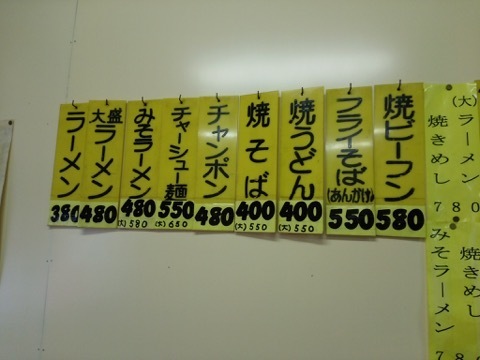 ラーメン
380
大盛
ラーメン
480
みそラーメン
480
(大)580
チャーシュー麺
550
(大)650
チャンポン
480
焼そば
400
(大)550
焼うどん
400
(大)550
フライそば
(あんかけ)
550
焼ビーフン
580
(大)ラーメン
焼きめし
780
みそラーメン
焼きめし
78